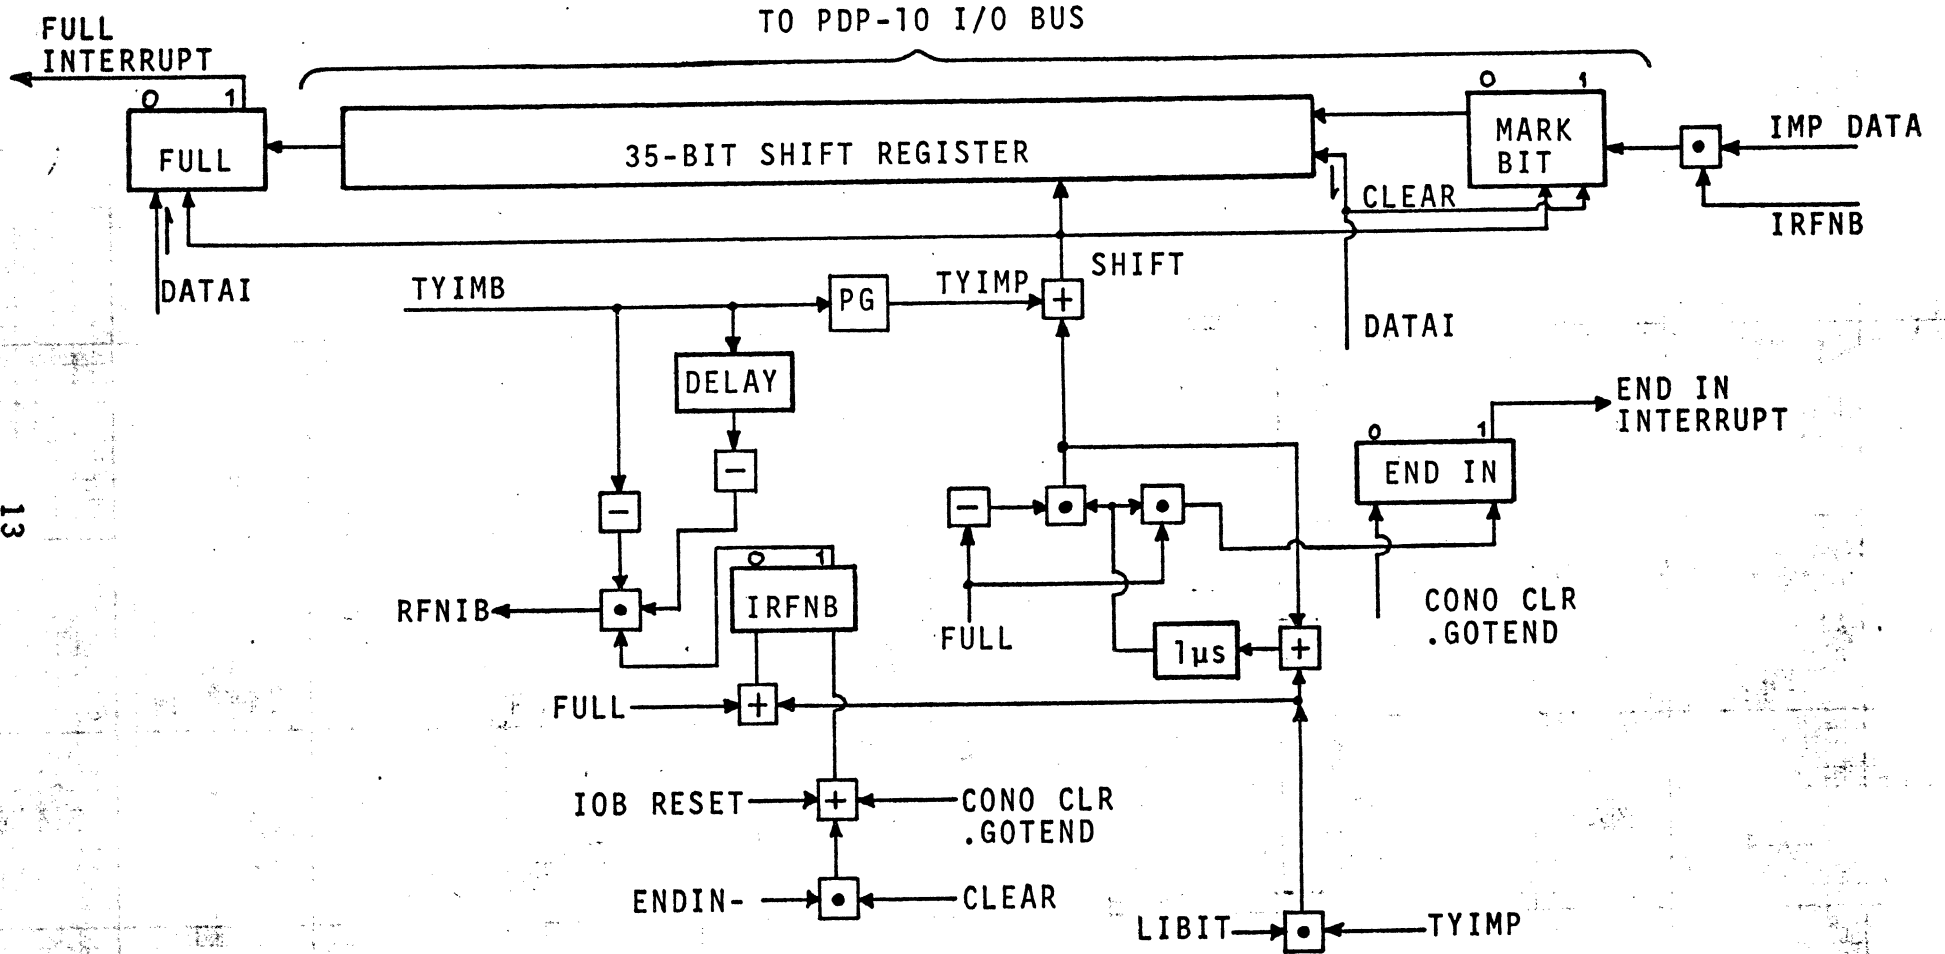 TO PDP-10 I/O BUS
FULL
INTERRUPT
0 1
0 1
FULL
35-BIT SHIFT REGISTER
MARK
BIT
IMP DATA
CLEAR
IRFNB
DATAI
TYIMB
PG
TYIMP
SHIFT
+
DATAI
DELAY
END IN
INTERRUPT
0 1
END IN
-
-
-
13
0 1
IRFNB
RFNIB
FULL
CONO CLR
.GOTEND
1µs
+
FULL
+
IOB RESET
+
CONO CLR
.GOTEND
ENDIN-
CLEAR
LIBIT
TYIMP